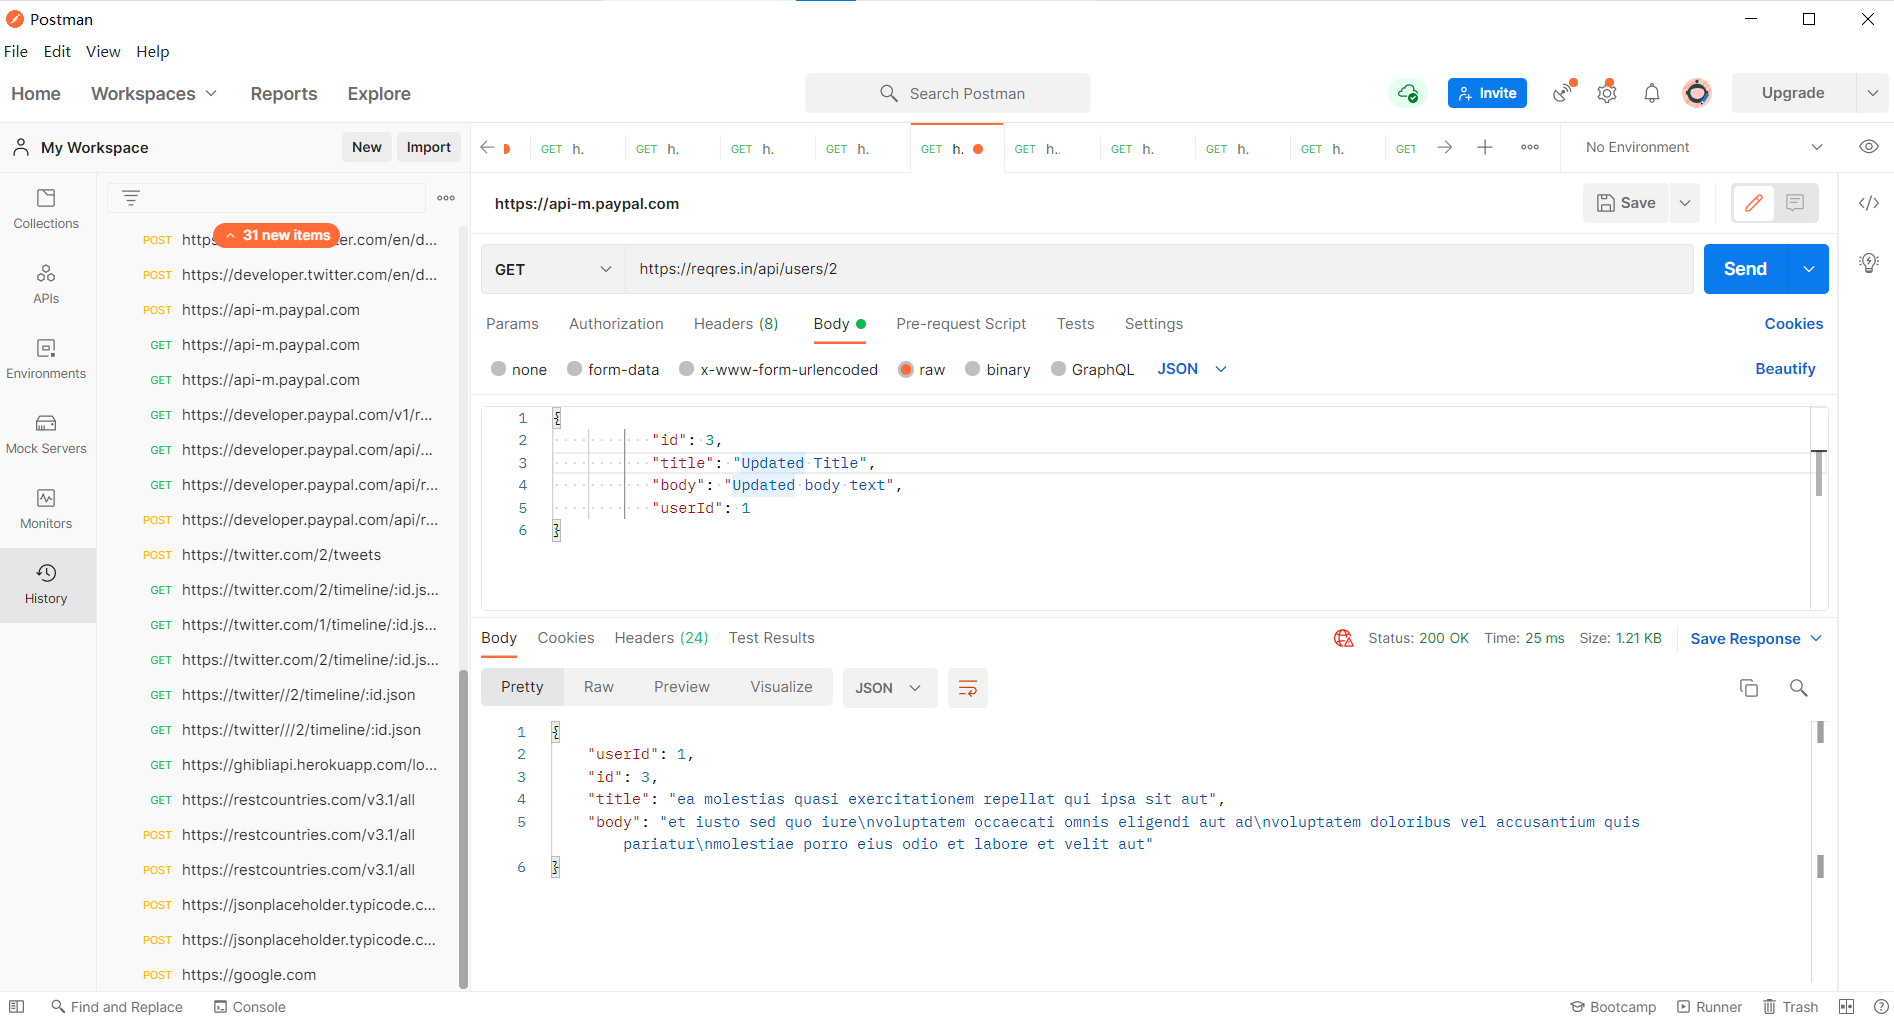 Postman
File Edit View Help
Home Workspaces Reports Explore Search Postman Invite Upgrade
My Workspace New Import GET h. GET h. GET h. GET h. GET h. GET h.. GET h. GET h. GET h. GET No Environment
Collections
APIs
Environments
Mock Servers
Monitors
History
31 new items
POST https
ter.com/en/d...
POST https://developer.twitter.com/en/d...
POST https://api-m.paypal.com
GET https://api-m.paypal.com
GET https://api-m.paypal.com
GET https://developer.paypal.com/v1/r...
GET https://developer.paypal.com/api/...
GET https://developer.paypal.com/api/r...
POST https://developer.paypal.com/api/r...
POST https://twitter.com/2/tweets
GET https://twitter.com/2/timeline/:id.js...
GET https://twitter.com/1/timeline/:id.js...
GET https://twitter.com/2/timeline/:id.js...
GET https://twitter//2/timeline/:id.json
GET https://twitter///2/timeline/:id.json
GET https://ghibliapi.herokuapp.com/lo...
GET https://restcountries.com/v3.1/all
POST https://restcountries.com/v3.1/all
POST https://restcountries.com/v3.1/all
POST https://jsonplaceholder.typicode.c...
POST https://jsonplaceholder.typicode.c...
POST https://google.com
https://api-m.paypal.com Save
GET https://reqres.in/api/users/2 Send
Params Authorization Headers (8) Body Pre-request Script Tests Settings Cookies
none form-data x-www-form-urlencoded raw binary GraphQL JSON Beautify
1 {
2 "id": 3,
3 "title": "Updated Title",
4 "body": "Updated body text",
5 "userId": 1
6 }
Body Cookies Headers (24) Test Results Status: 200 OK Time: 25 ms Size: 1.21 KB Save Response
Pretty Raw Preview Visualize JSON
1 {
2 "userId": 1,
3 "id": 3,
4 "title": "ea molestias quasi exercitationem repellat qui ipsa sit aut",
5 "body": "et iusto sed quo iure\nvoluptatem occaecati omnis eligendi aut ad\nvoluptatem doloribus vel accusantium quis
pariatur\nmolestiae porro eius odio et labore et velit aut"
6 }
Find and Replace Console Bootcamp Runner Trash